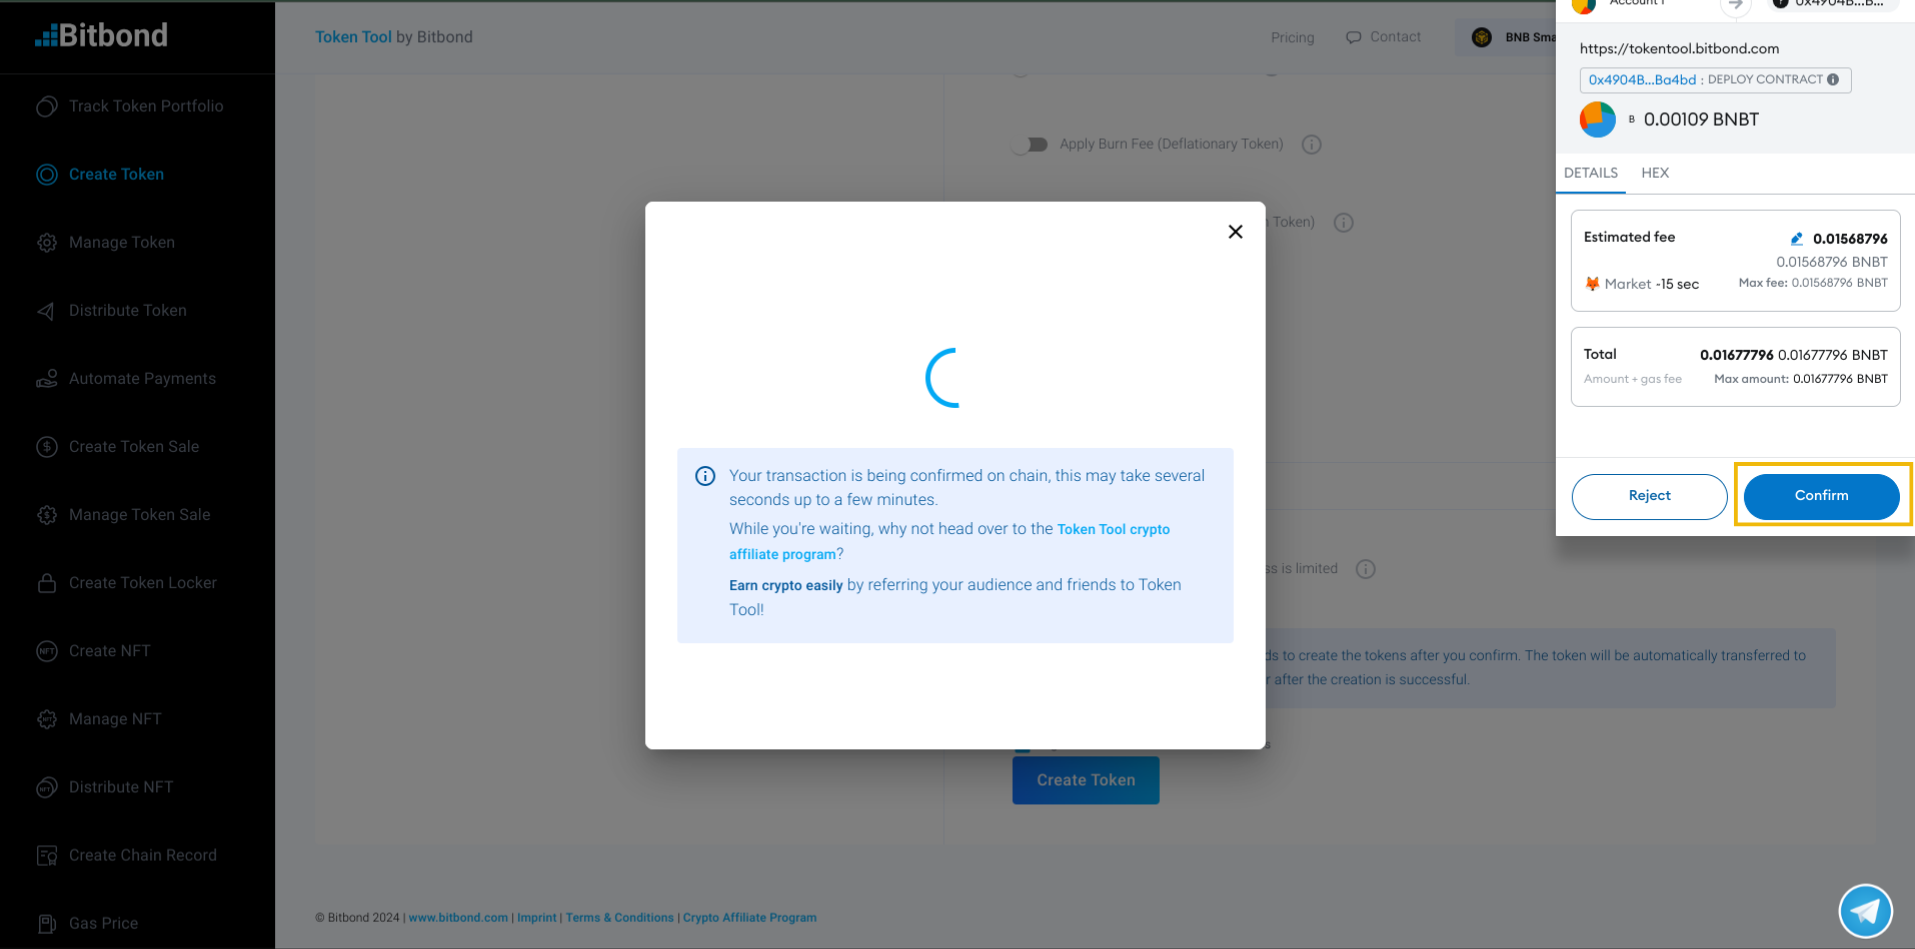 Bitbond
Track Token Portfolio
Create Token
Manage Token
Distribute Token
Automate Payments
Create Token Sale
Manage Token Sale
Create Token Locker
Create NFT
Manage NFT
Distribute NFT
Create Chain Record
Gas Price
Token Tool by Bitbond
Pricing
Contact
BNB Sma
Apply Burn Fee (Deflationary Token)
Token)
Your transaction is being confirmed on chain, this may take several
seconds up to a few minutes.
While you're waiting, why not head over to the Token Tool crypto
affiliate program?
Earn crypto easily by referring your audience and friends to Token
Tool!
ss is limited
ds to create the tokens after you confirm. The token will be automatically transferred to
r after the creation is successful.
Create Token
© Bitbond 2024 | www.bitbond.com | Imprint | Terms & Conditions | Crypto Affiliate Program
Account 1
0x4904B...B...
https://tokentool.bitbond.com
0x4904B...Ba4bd : DEPLOY CONTRACT
B 0.00109 BNBT
DETAILS HEX
Estimated fee 0.01568796
0.01568796 BNBT
Market ~15 sec Max fee: 0.01568796 BNBT
Total 0.01677796 0.01677796 BNBT
Amount + gas fee Max amount: 0.01677796 BNBT
Reject Confirm